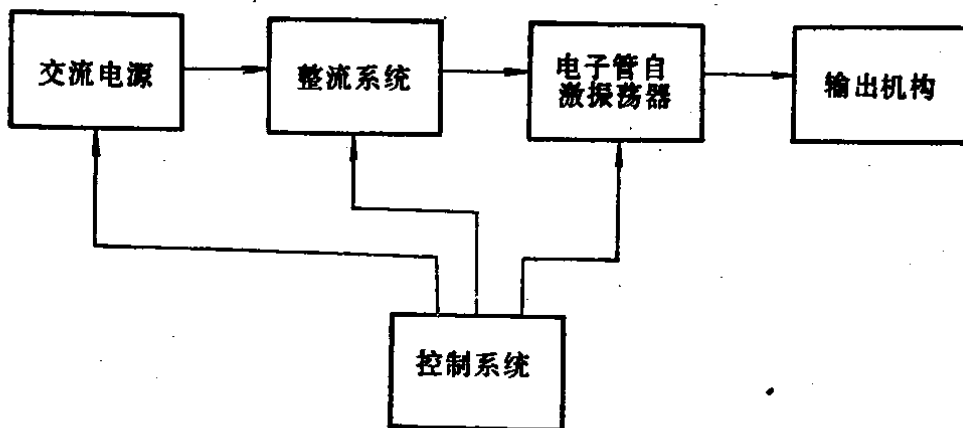 交流电源
整流系统
电子管自
激振荡器
输出机构
控制系统